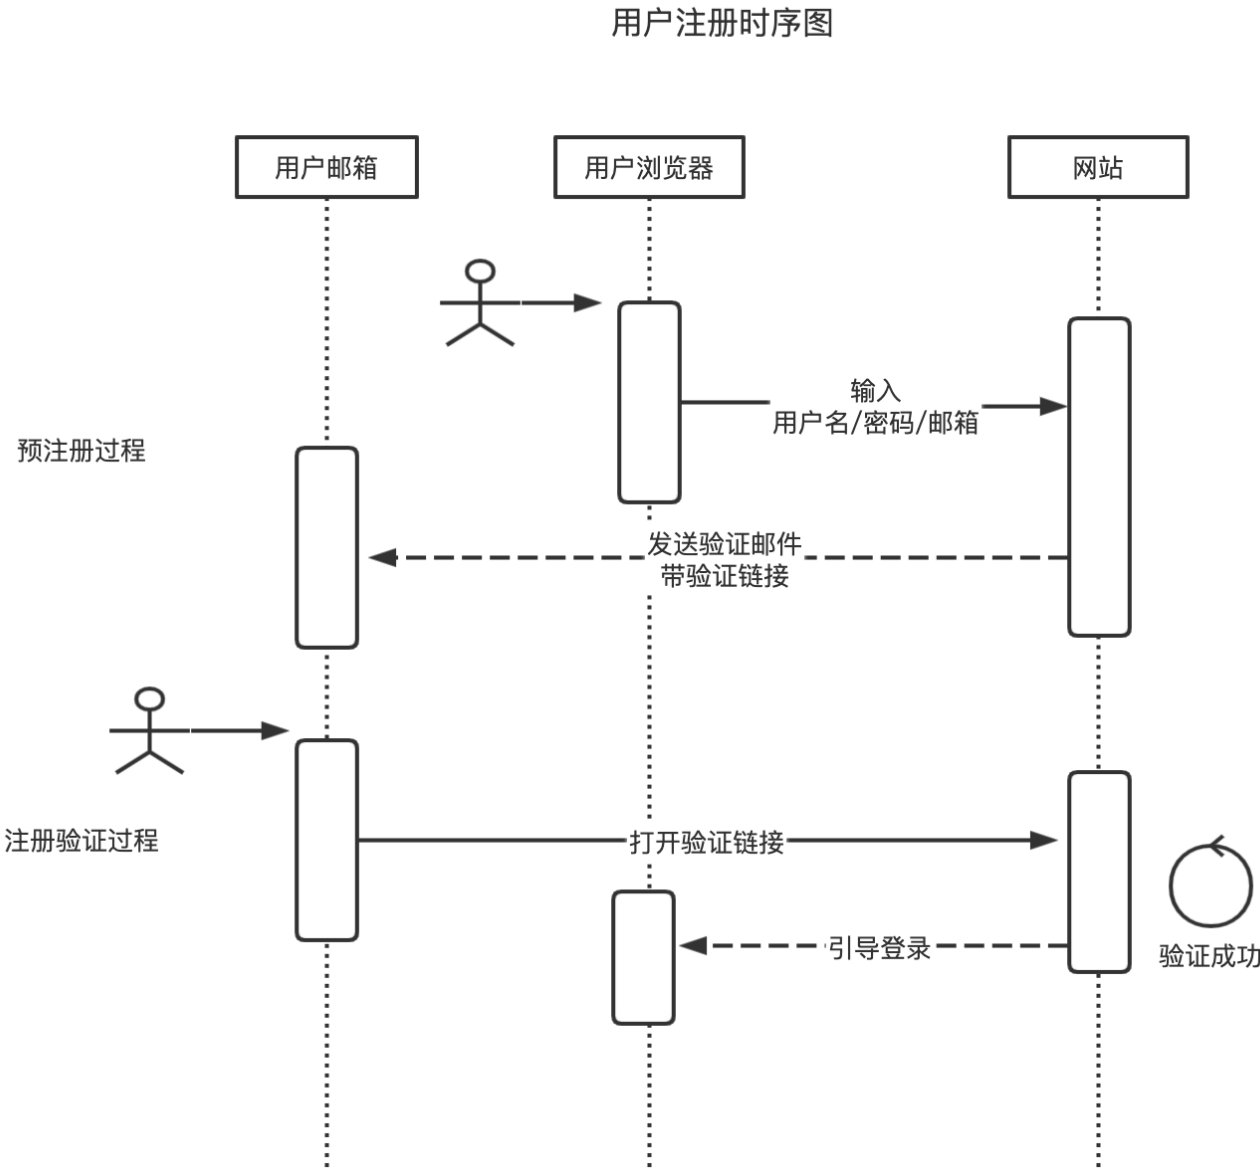 用户注册时序图
用户邮箱
用户浏览器
网站
输入
用户名/密码/邮箱
预注册过程
发送验证邮件
带验证链接
注册验证过程
打开验证链接
引导登录
验证成功